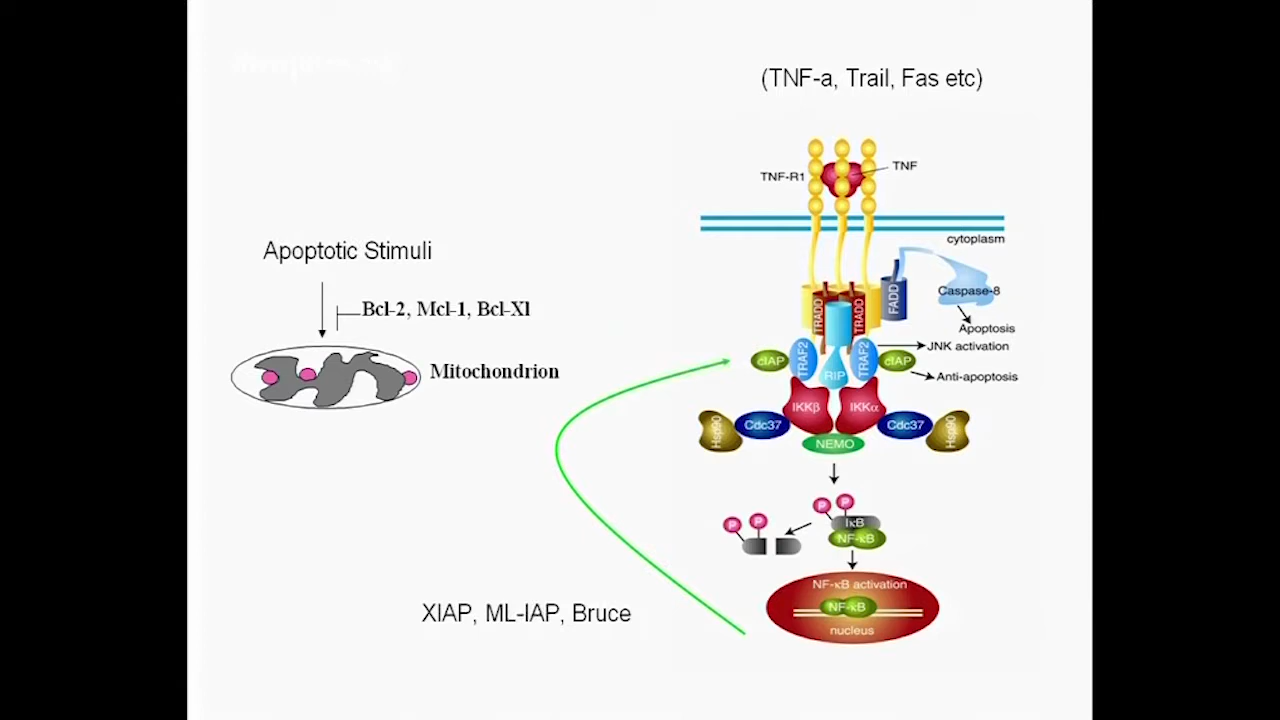 (TNF-a, Trail, Fas etc)
TNF-R1
TNF
cytoplasm
Apoptotic Stimuli
Bcl-2, Mcl-1, Bcl-Xl
Mitochondrion
TRADD
TRADD
FADD
Caspase-8
Apoptosis
JNK activation
cIAP
TRAF2
RIP
TRAF2
cIAP
Anti-apoptosis
IKKβ
IKKα
Hsp90
Cdc37
Cdc37
Hsp90
NEMO
P
P
P
P
IκB
NF-κB
NF-κB activation
NF-κB
nucleus
XIAP, ML-IAP, Bruce